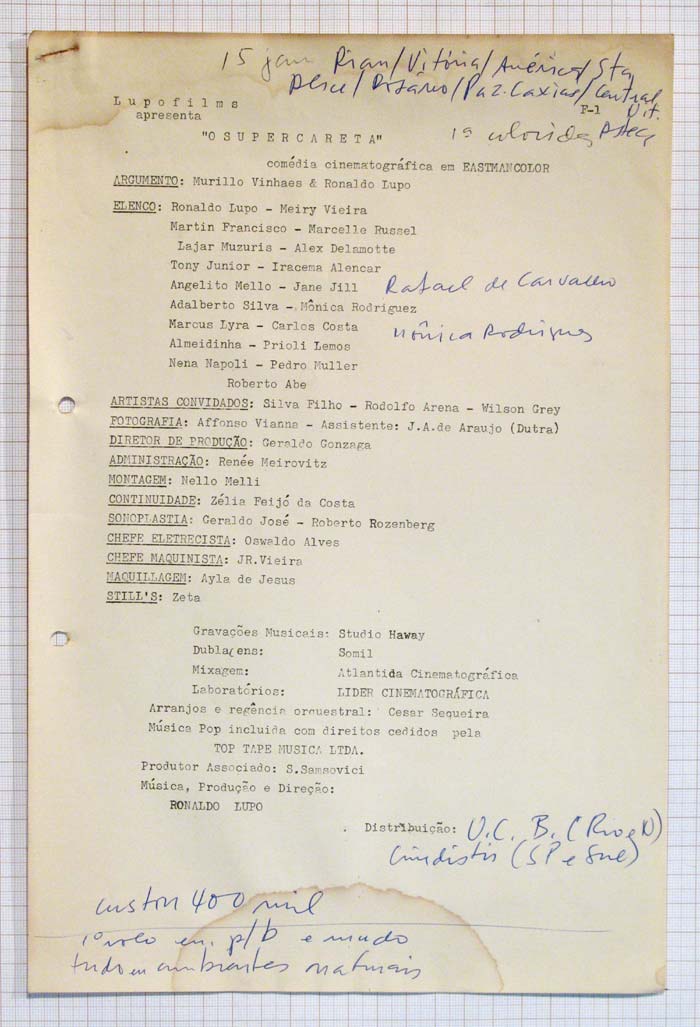 15 jan Rian/Vitória/América/Sta
/Rosário/Paz-Caxias/Central
Lupofilms
F-1
apresenta
"O SUPERCARETA"
1ª
comédia cinematográfica em EASTMANCOLOR
ARGUMENTO: Murillo Vinhaes & Ronaldo Lupo
ELENCO: Ronaldo Lupo - Meiry Vieira
Martin Francisco - Marcelle Russel
Lajar Muzuris - Alex Delamotte
Tony Junior - Iracema Alencar
Angelito Mello - Jane Jill Rafael de Carvalho
Adalberto Silva - Mônica Rodriguez
Marcus Lyra - Carlos Costa Mônica Rodrigues
Almeidinha - Prioli Lemos
Nena Napoli - Pedro Muller
Roberto Abe
ARTISTAS CONVIDADOS: Silva Filho - Rodolfo Arena - Wilson Grey
FOTOGRAFIA: Affonso Vianna - Assistente: J.A.de Araujo (Dutra)
DIRETOR DE PRODUÇÃO: Geraldo Gonzaga
ADMINISTRAÇÃO: Renée Meirovitz
MONTAGEM: Nello Melli
CONTINUIDADE: Zélia Feijó da Costa
SONOPLASTIA: Geraldo José - Roberto Rozenberg
CHEFE ELETRECISTA: Oswaldo Alves
CHEFE MAQUINISTA: JR.Vieira
MAQUILLAGEM: Ayla de Jesus
STILL'S: Zeta
Gravações Musicais: Studio Haway
Dublagens: Somil
Mixagem: Atlantida Cinematográfica
Laboratórios: LIDER CINEMATOGRÁFICA
Arranjos e regência orquestral: Cesar Sequeira
Música Pop incluida com direitos cedidos pela
TOP TAPE MUSICA LTDA.
Produtor Associado: S.Samsovici
Música, Produção e Direção:
RONALDO LUPO
Distribuição: U.C.B. (Rio e N)
Cinedistri (SP e Sul)
custou 400 mil
1º rolo em p/b e mudo
tudo em ambientes naturais